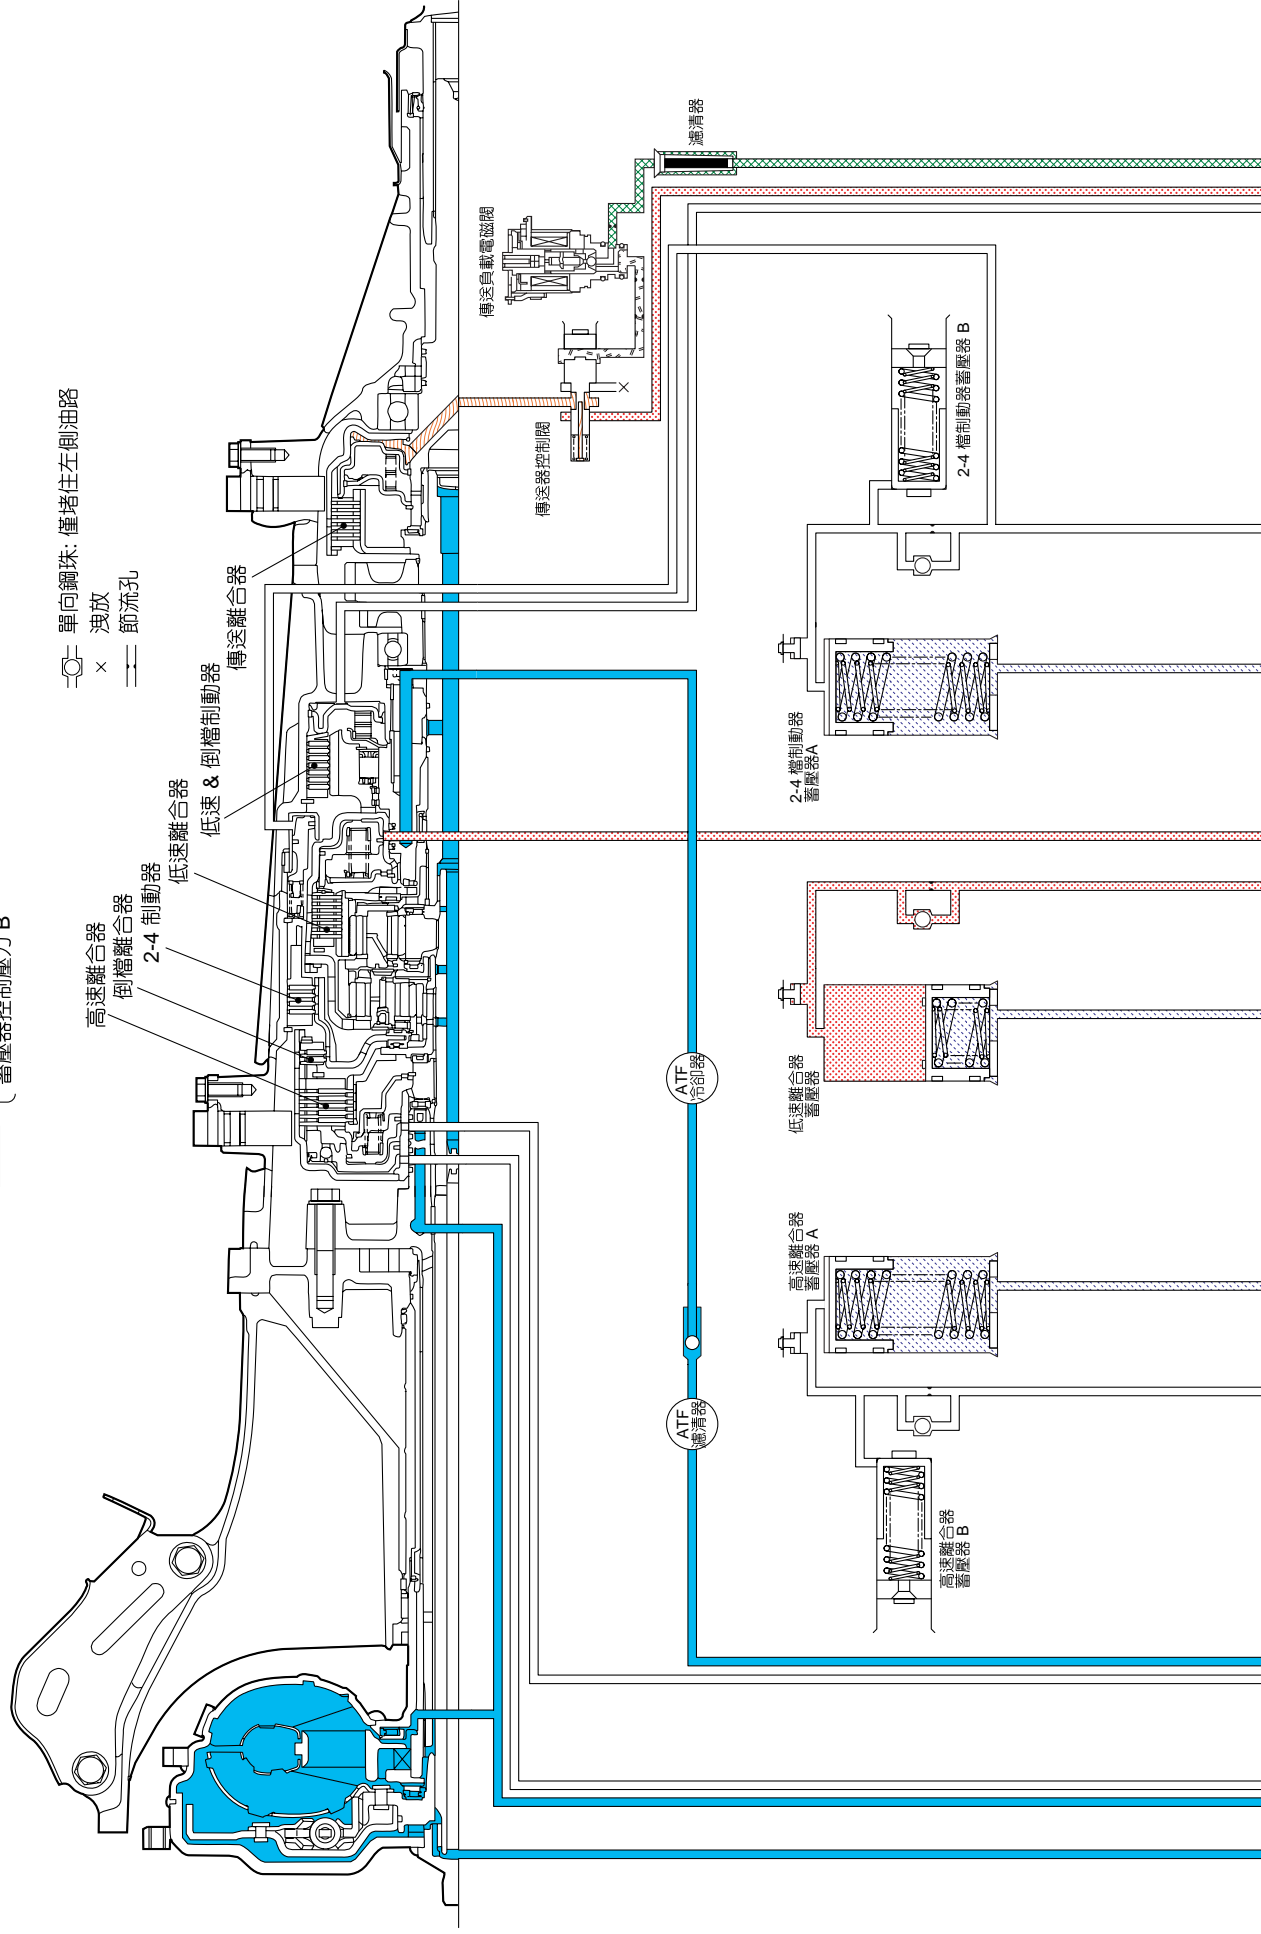 蓄壓器控制壓力 B
單向鋼珠: 僅堵住左側油路
洩放
節流孔
高速離合器
倒檔離合器
2-4 制動器
低速離合器
低速 & 倒檔制動器
傳送離合器
傳送負載電磁閥
濾清器
傳送器控制閥
ATF
濾清器
ATF
冷卻器
高速離合器
蓄壓器 B
高速離合器
蓄壓器 A
低速離合器
蓄壓器
2-4 檔制動器
蓄壓器A
2-4 檔制動器蓄壓器 B